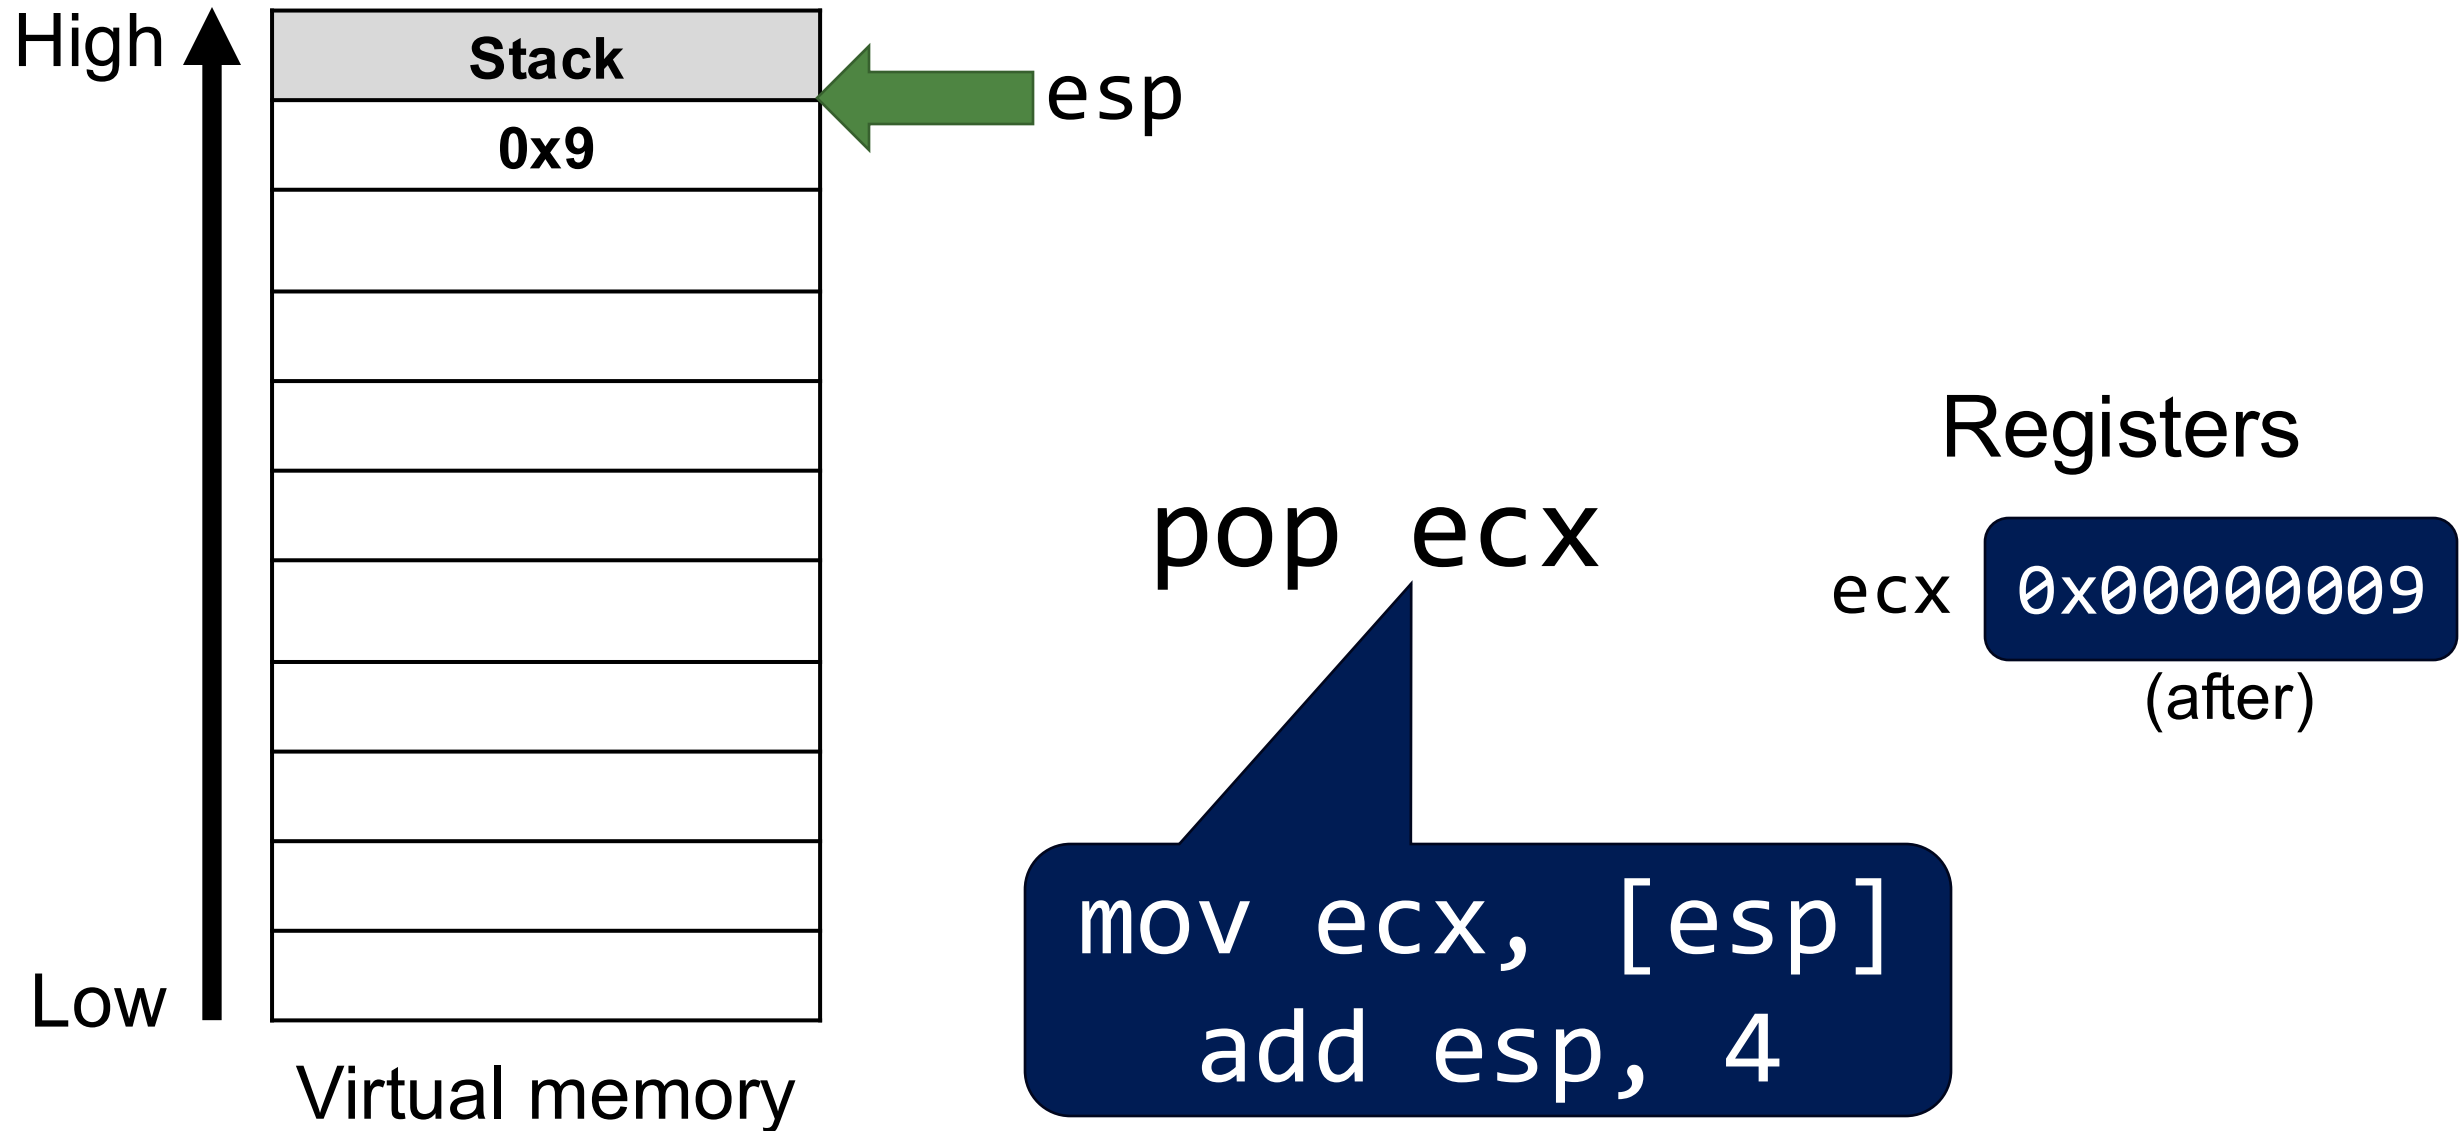 High
Stack
esp
0x9
Registers
pop ecx
ecx
0x00000009
(after)
mov ecx, [esp]
add esp, 4
Low
Virtual memory